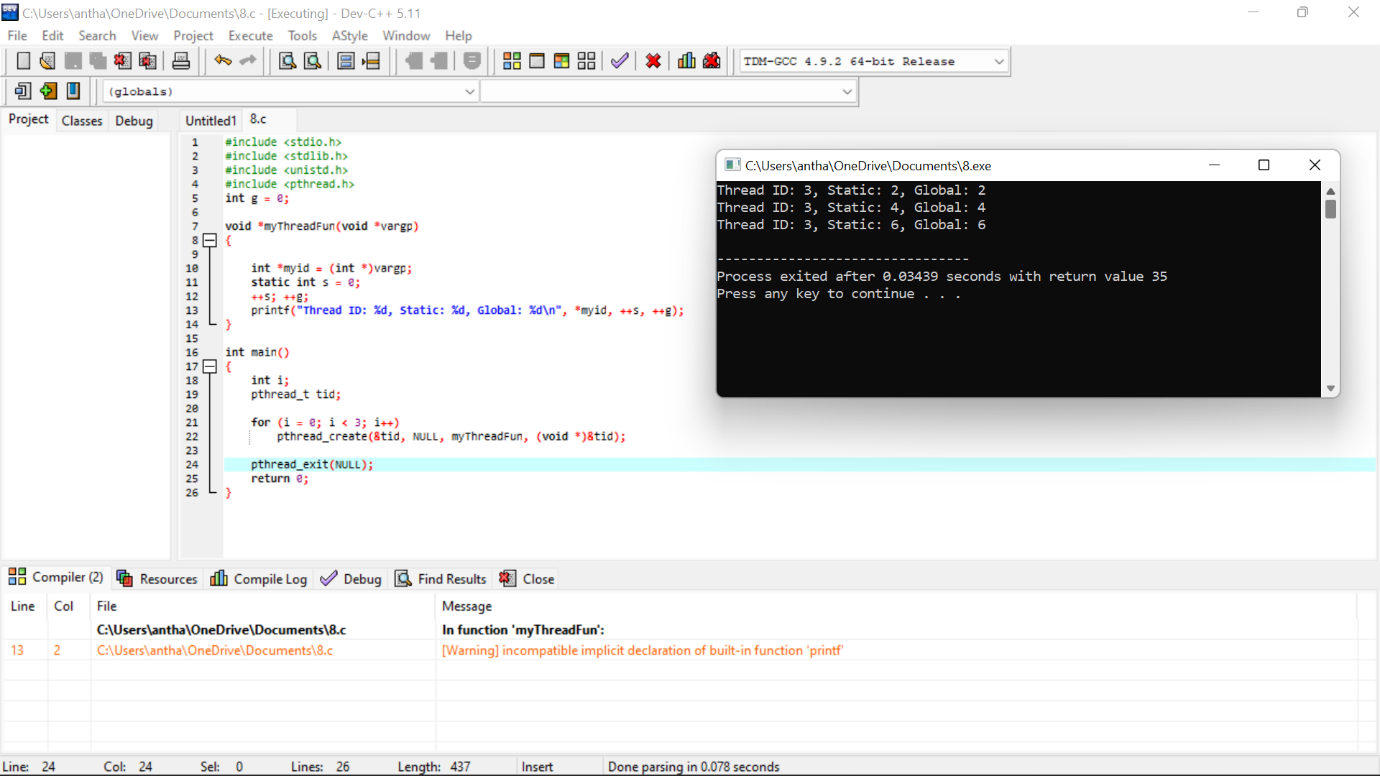 C:\Users\antha\OneDrive\Documents\8.c - [Executing] - Dev-C++ 5.11
File Edit Search View Project Execute Tools AStyle Window Help
TDM-GCC 4.9.2 64-bit Release
(globals)
Project Classes Debug
Untitled1 8.c
1 #include <stdio.h>
2 #include <stdlib.h>
3 #include <unistd.h>
4 #include <pthread.h>
5 int g = 0;
6
7 void *myThreadFun(void *vargp)
8 {
9
10 int *myid = (int *)vargp;
11 static int s = 0;
12 ++s; ++g;
13 printf("Thread ID: %d, Static: %d, Global: %d\n", *myid, ++s, ++g);
14 }
15
16 int main()
17 {
18 int i;
19 pthread_t tid;
20
21 for (i = 0; i < 3; i++)
22 pthread_create(&tid, NULL, myThreadFun, (void *)&tid);
23
24 pthread_exit(NULL);
25 return 0;
26 }
C:\Users\antha\OneDrive\Documents\8.exe
Thread ID: 3, Static: 2, Global: 2
Thread ID: 3, Static: 4, Global: 4
Thread ID: 3, Static: 6, Global: 6
--------------------------------
Process exited after 0.03439 seconds with return value 35
Press any key to continue . . .
Compiler (2) Resources Compile Log Debug Find Results Close
Line Col File Message
C:\Users\antha\OneDrive\Documents\8.c In function 'myThreadFun':
13 2 C:\Users\antha\OneDrive\Documents\8.c [Warning] incompatible implicit declaration of built-in function 'printf'
Line: 24 Col: 24 Sel: 0 Lines: 26 Length: 437 Insert Done parsing in 0.078 seconds